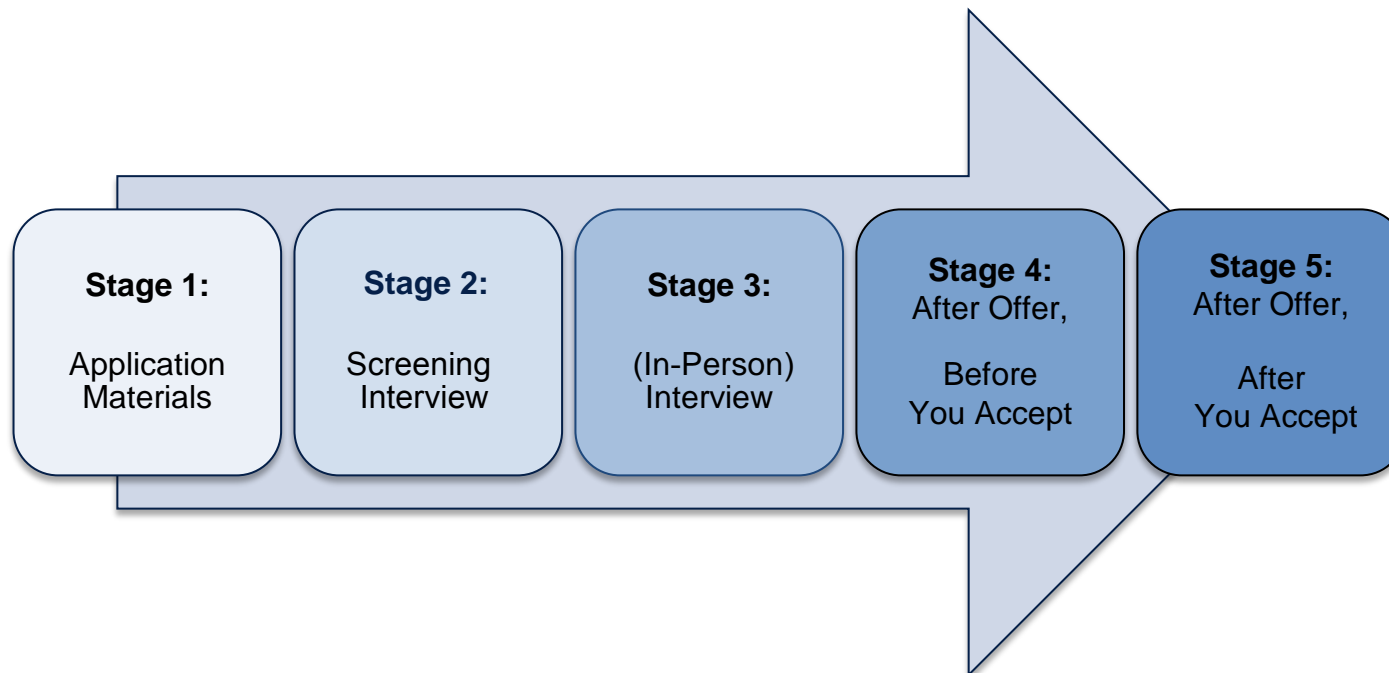 Stage 1:
Application
Materials
Stage 2:
Screening
Interview
Stage 3:
(In-Person)
Interview
Stage 4:
After Offer,
Before
You Accept
Stage 5:
After Offer,
After
You Accept